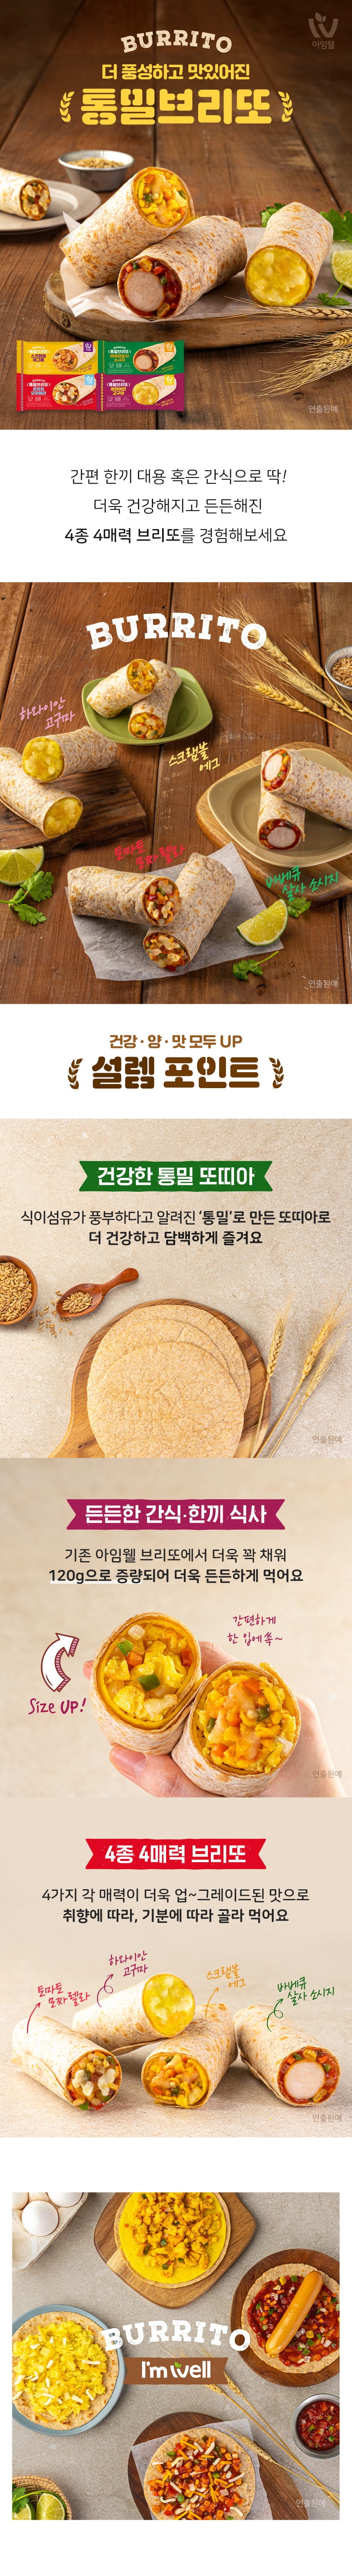 아임웰
BURRITO
더 풍성하고 맛있어진
통밀브리또
연출된예
간편 한끼 대용 혹은 간식으로 딱!
더욱 건강해지고 든든해진
4종 4매력 브리또를 경험해보세요
BURRITO
하와이안
고구마
스크램블
에그
토마토
모짜렐라
바베큐
살사 소시지
연출된예
건강 · 양 · 맛 모두 UP
설렘 포인트
건강한 통밀 또띠아
식이섬유가 풍부하다고 알려진 ‘통밀’로 만든 또띠아로
더 건강하고 담백하게 즐겨요
연출된예
든든한 간식·한끼 식사
기존 아임웰 브리또에서 더욱 꽉 채워
120g으로 증량되어 더욱 든든하게 먹어요
간편하게
한 입에 쏙~
Size UP!
연출된예
4종 4매력 브리또
4가지 각 매력이 더욱 업~그레이드된 맛으로
취향에 따라, 기분에 따라 골라 먹어요
토마토
모짜렐라
하와이안
고구마
스크램블
에그
바베큐
살사 소시지
연출된예
BURRITO
I'm well
연출된예